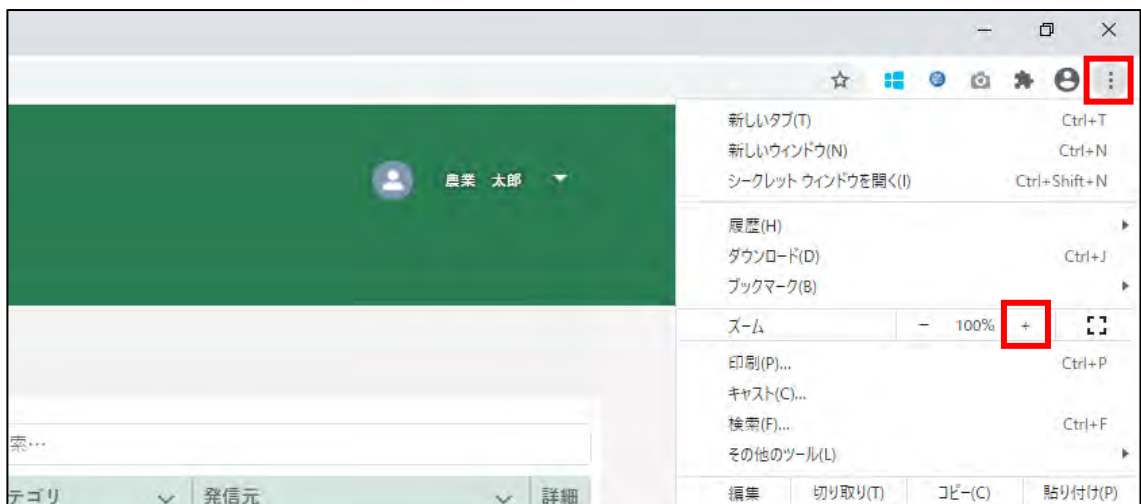 新しいタブ(T) Ctrl+T
新しいウィンドウ(N) Ctrl+N
シークレット ウィンドウを開く(I) Ctrl+Shift+N
農業 太郎
履歴(H)
ダウンロード(D) Ctrl+J
ブックマーク(B)
ズーム － 100% +
印刷(P)... Ctrl+P
キャスト(C)...
検索(F)... Ctrl+F
索…
その他のツール(L)
テゴリ 発信元 詳細
編集 切り取り(T) コピー(C) 貼り付け(P)